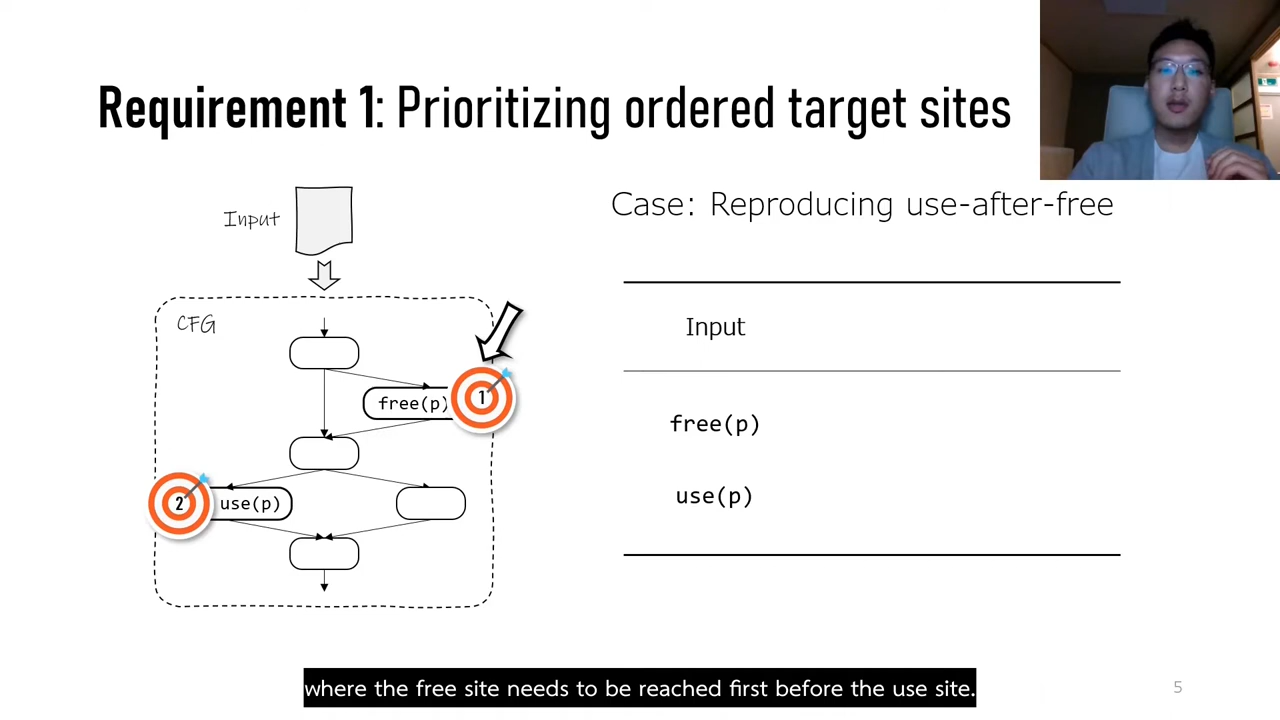 Requirement 1: Prioritizing ordered target sites
Input
CFG
free(p)
1
2
use(p)
Case: Reproducing use-after-free
Input
free(p)
use(p)
where the free site needs to be reached first before the use site.
5